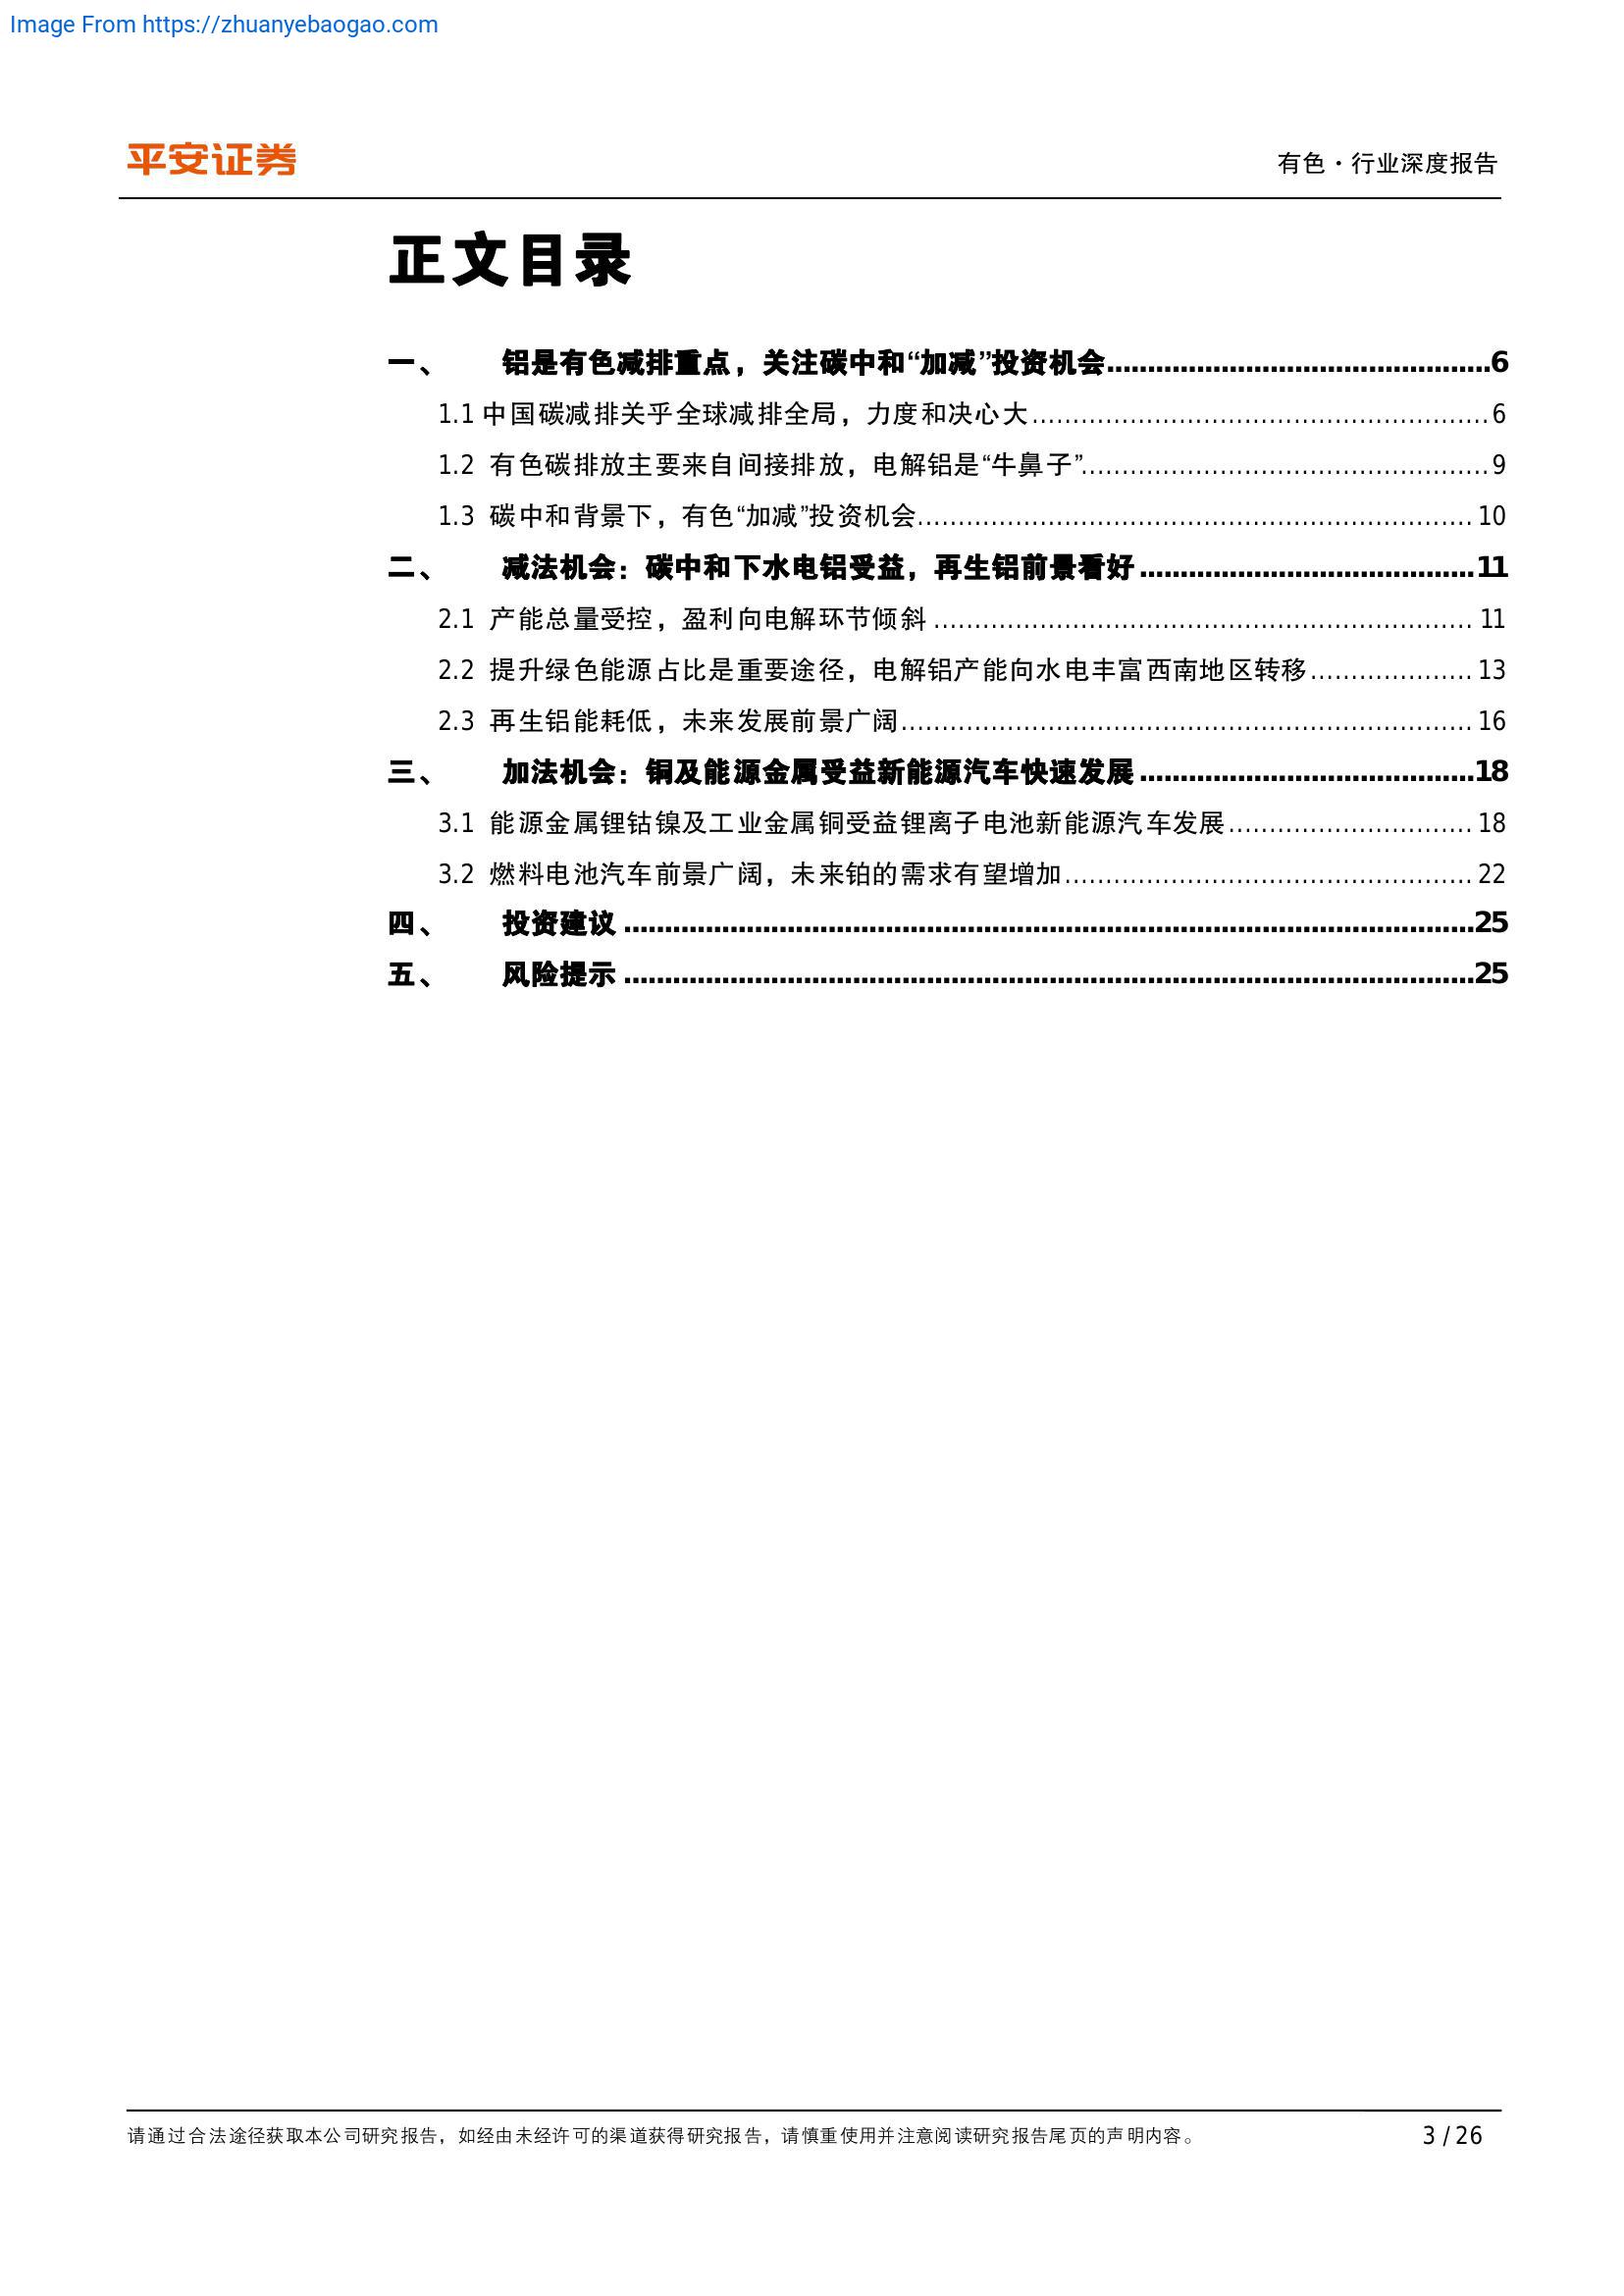 Image From https://zhuanyebaogao.com
平安证券
有色·行业深度报告
正文目录
一、 铝是有色减排重点，关注碳中和“加减”投资机会...............................................6
1.1 中国碳减排关乎全球减排全局，力度和决心大........................................................6
1.2 有色碳排放主要来自间接排放，电解铝是“牛鼻子”..................................................9
1.3 碳中和背景下，有色“加减”投资机会....................................................................10
二、 减法机会：碳中和下水电铝受益，再生铝前景看好.........................................11
2.1 产能总量受控，盈利向电解环节倾斜..................................................................11
2.2 提升绿色能源占比是重要途径，电解铝产能向水电丰富西南地区转移....................13
2.3 再生铝能耗低，未来发展前景广阔......................................................................16
三、 加法机会：铜及能源金属受益新能源汽车快速发展.........................................18
3.1 能源金属锂钴镍及工业金属铜受益锂离子电池新能源汽车发展..............................18
3.2 燃料电池汽车前景广阔，未来铂的需求有望增加..................................................22
四、 投资建议........................................................................................................25
五、 风险提示........................................................................................................25
请通过合法途径获取本公司研究报告，如经由未经许可的渠道获得研究报告，请慎重使用并注意阅读研究报告尾页的声明内容。
3 / 26